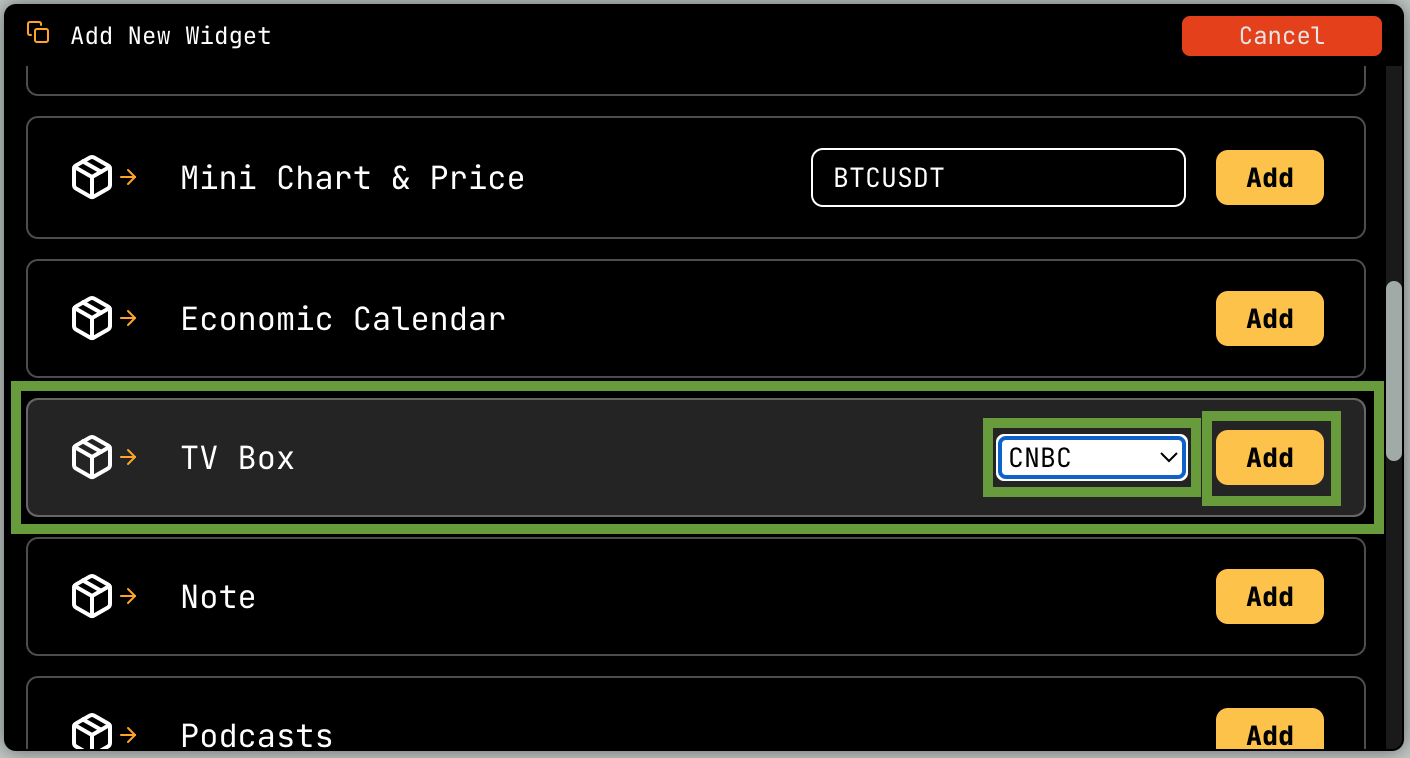 Add New Widget Cancel
Mini Chart & Price BTCUSDT Add
Economic Calendar Add
TV Box CNBC Add
Note Add
Podcasts Add